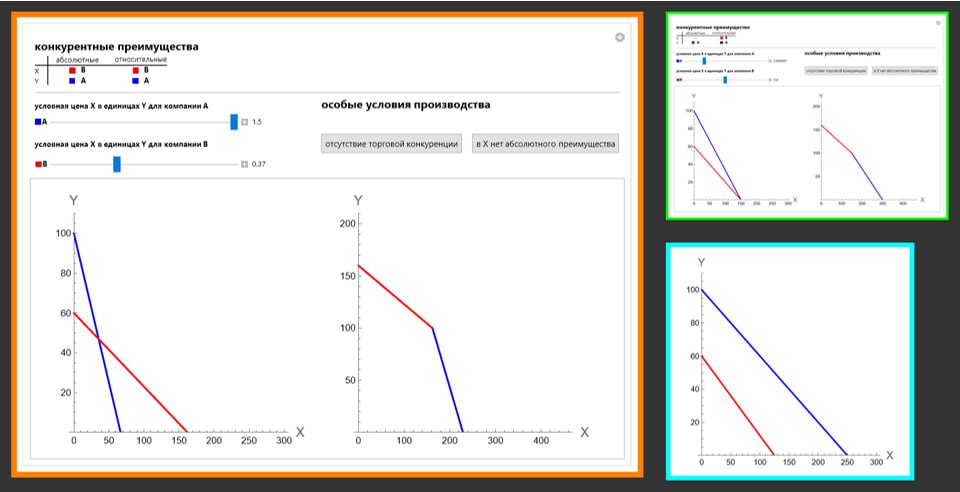 конкурентные преимущества
абсолютные относительные
X B B
Y A A
условная цена X в единицах Y для компании A
A 1.5
условная цена X в единицах Y для компании B
B 0.37
особые условия производства
отсутствие торговой конкуренции в X нет абсолютного преимущества
Y
100
80
60
40
20
0 50 100 150 200 250 300 X
Y
200
150
100
50
0 100 200 300 400 X
конкурентные преимущества
абсолютные относительные
B
A A
условная цена X в единицах Y для компании A
A
условная цена X в единицах Y для компании B
B 0.4
особые условия производства
отсутствие торговой конкуренции в X нет абсолютного преимущества
Y
100
80
60
40
20
0 50 100 150 200 250 300 X
Y
200
150
100
50
0 100 200 300 400 X
Y
100
80
60
40
20
0 50 100 150 200 250 300 X